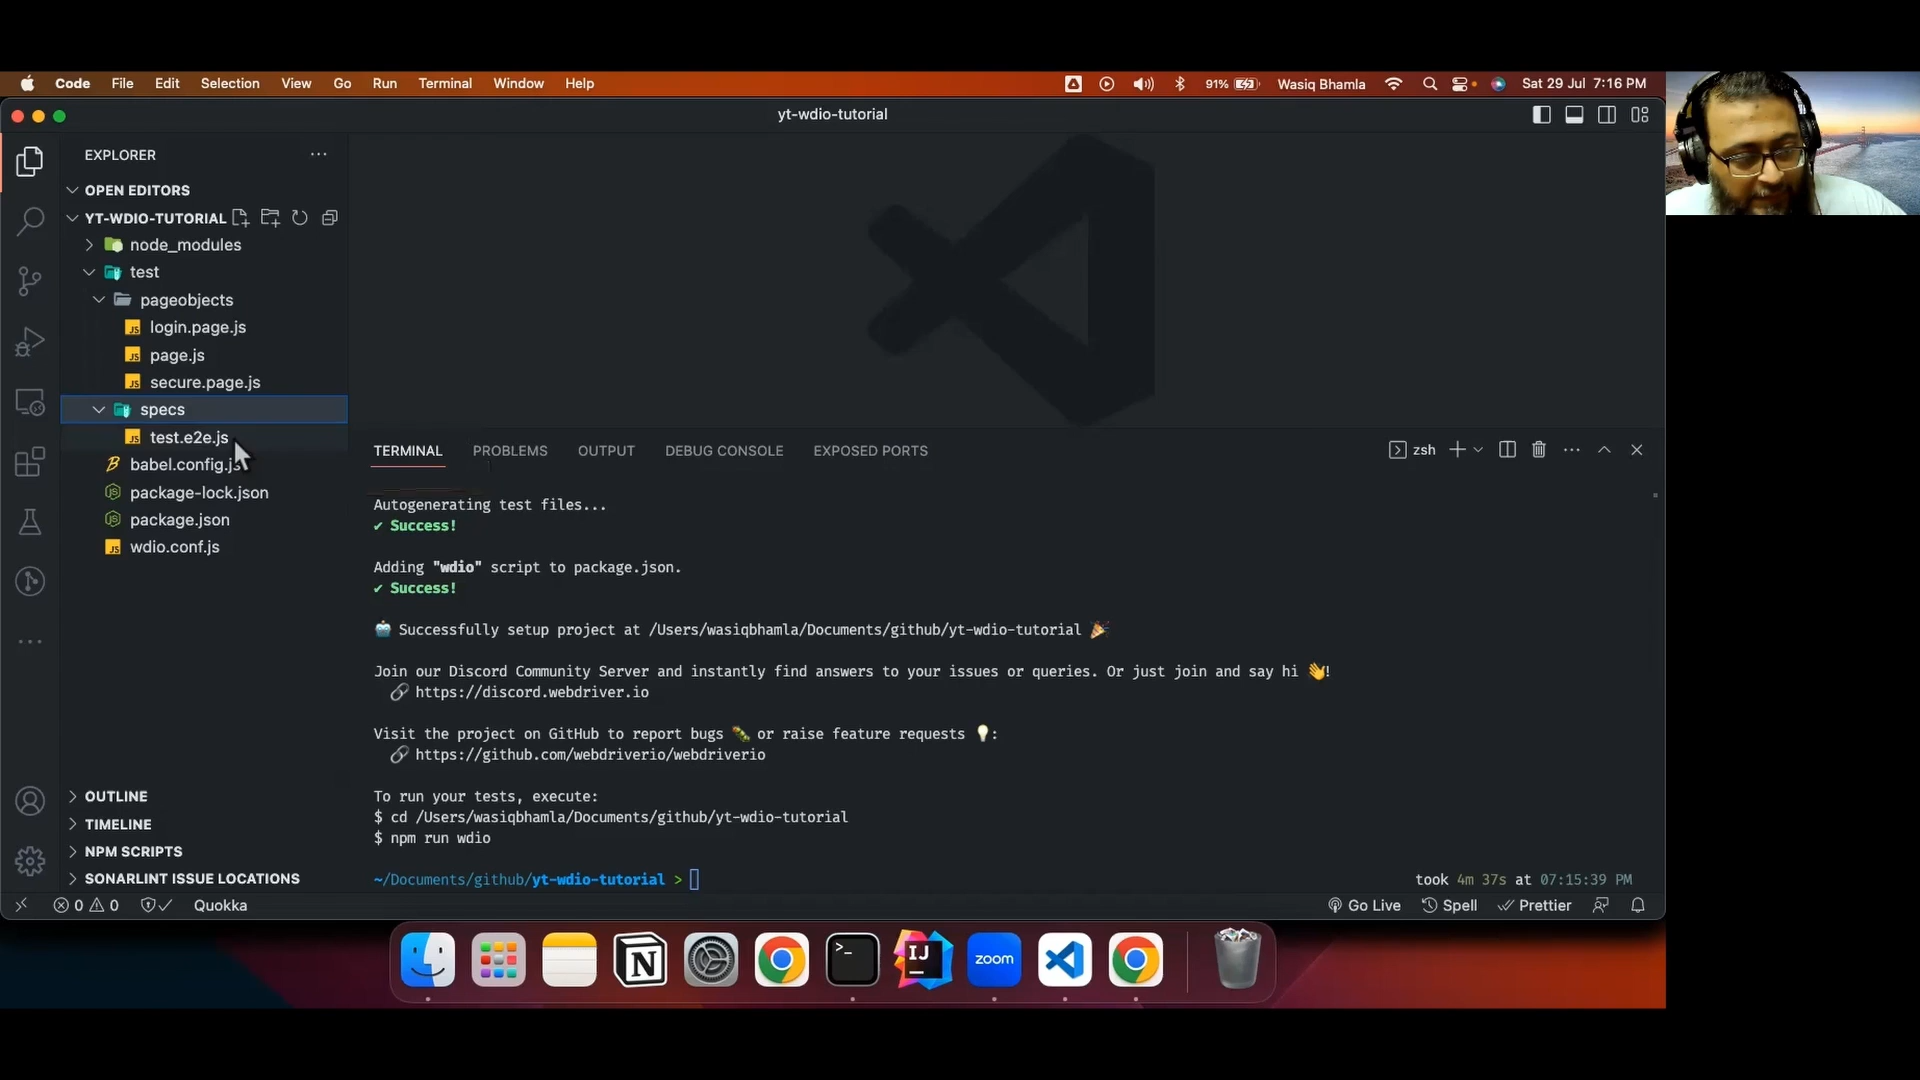 Code File Edit Selection View Go Run Terminal Window Help 91% Wasiq Bhamla Sat 29 Jul 7:16 PM
yt-wdio-tutorial
EXPLORER
OPEN EDITORS
YT-WDIO-TUTORIAL
node_modules
test
pageobjects
JS login.page.js
JS page.js
JS secure.page.js
specs
JS test.e2e.js
babel.config.js
package-lock.json
package.json
JS wdio.conf.js
OUTLINE
TIMELINE
NPM SCRIPTS
SONARLINT ISSUE LOCATIONS
TERMINAL PROBLEMS OUTPUT DEBUG CONSOLE EXPOSED PORTS zsh
Autogenerating test files...
✔ Success!
Adding "wdio" script to package.json.
✔ Success!
🤖 Successfully setup project at /Users/wasiqbhamla/Documents/github/yt-wdio-tutorial 🎉
Join our Discord Community Server and instantly find answers to your issues or queries. Or just join and say hi 👋!
🔗 https://discord.webdriver.io
Visit the project on GitHub to report bugs 🐛 or raise feature requests 💡:
🔗 https://github.com/webdriverio/webdriverio
To run your tests, execute:
$ cd /Users/wasiqbhamla/Documents/github/yt-wdio-tutorial
$ npm run wdio
~/Documents/github/yt-wdio-tutorial > took 4m 37s at 07:15:39 PM
0 0 Quokka Go Live Spell Prettier
N >_ IJ zoom